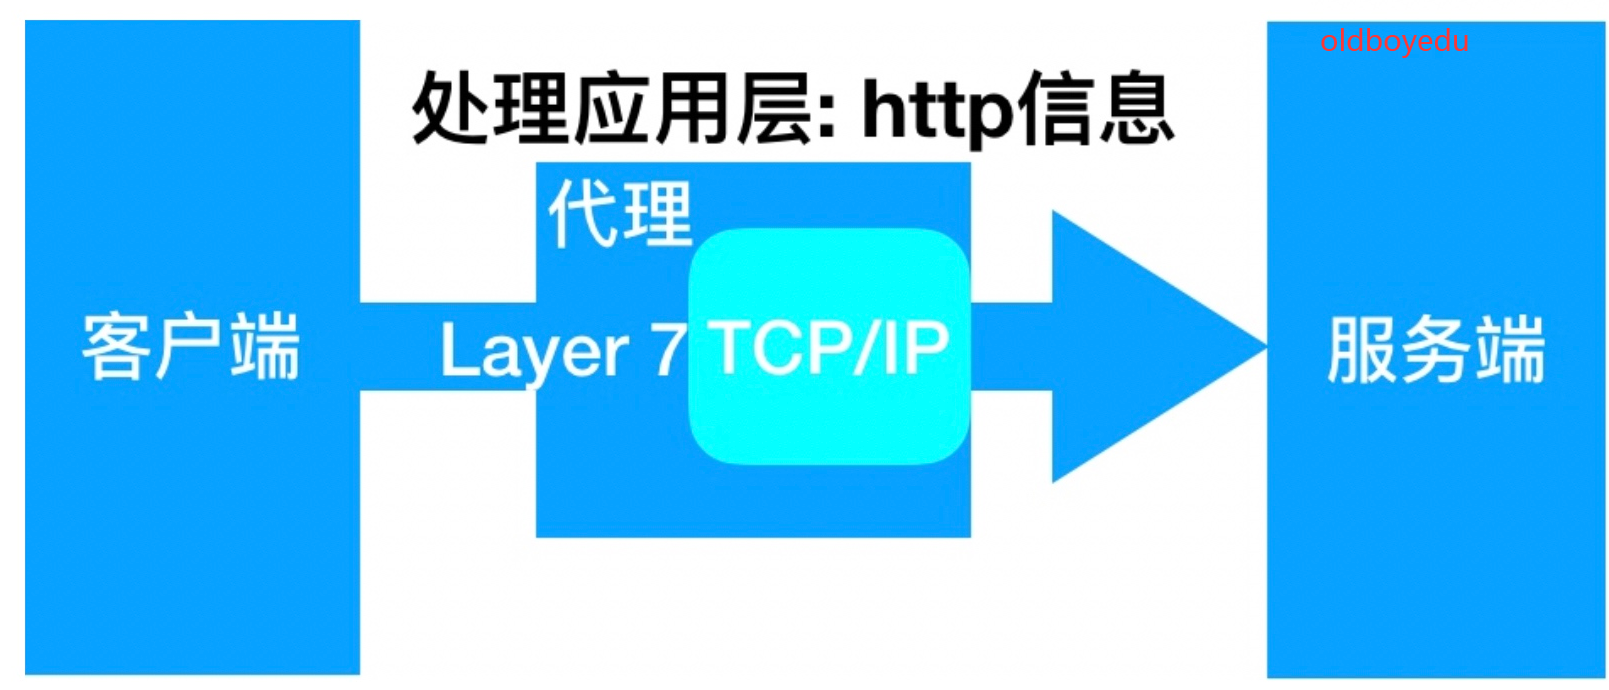 oldboyedu
处理应用层: http信息
代理
客户端
Layer 7
TCP/IP
服务端